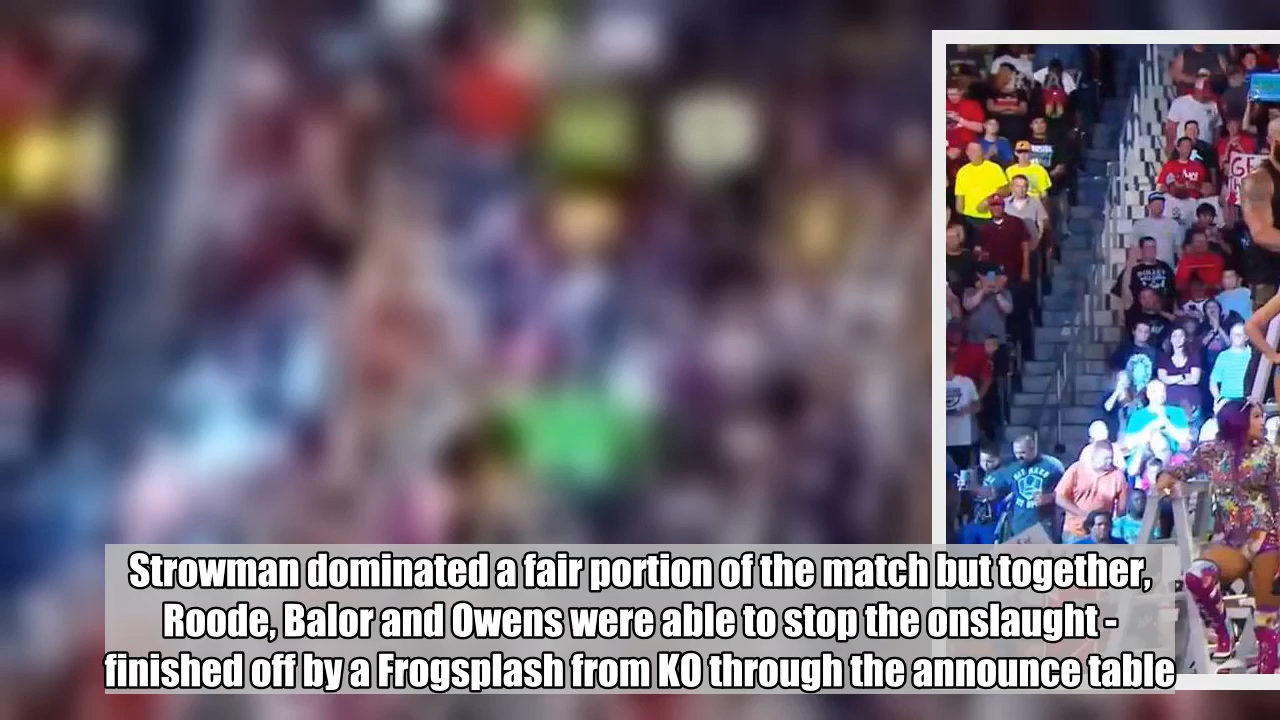 Strowman dominated a fair portion of the match but together,
Roode, Balor and Owens were able to stop the onslaught -
finished off by a Frogsplash from KO through the announce table